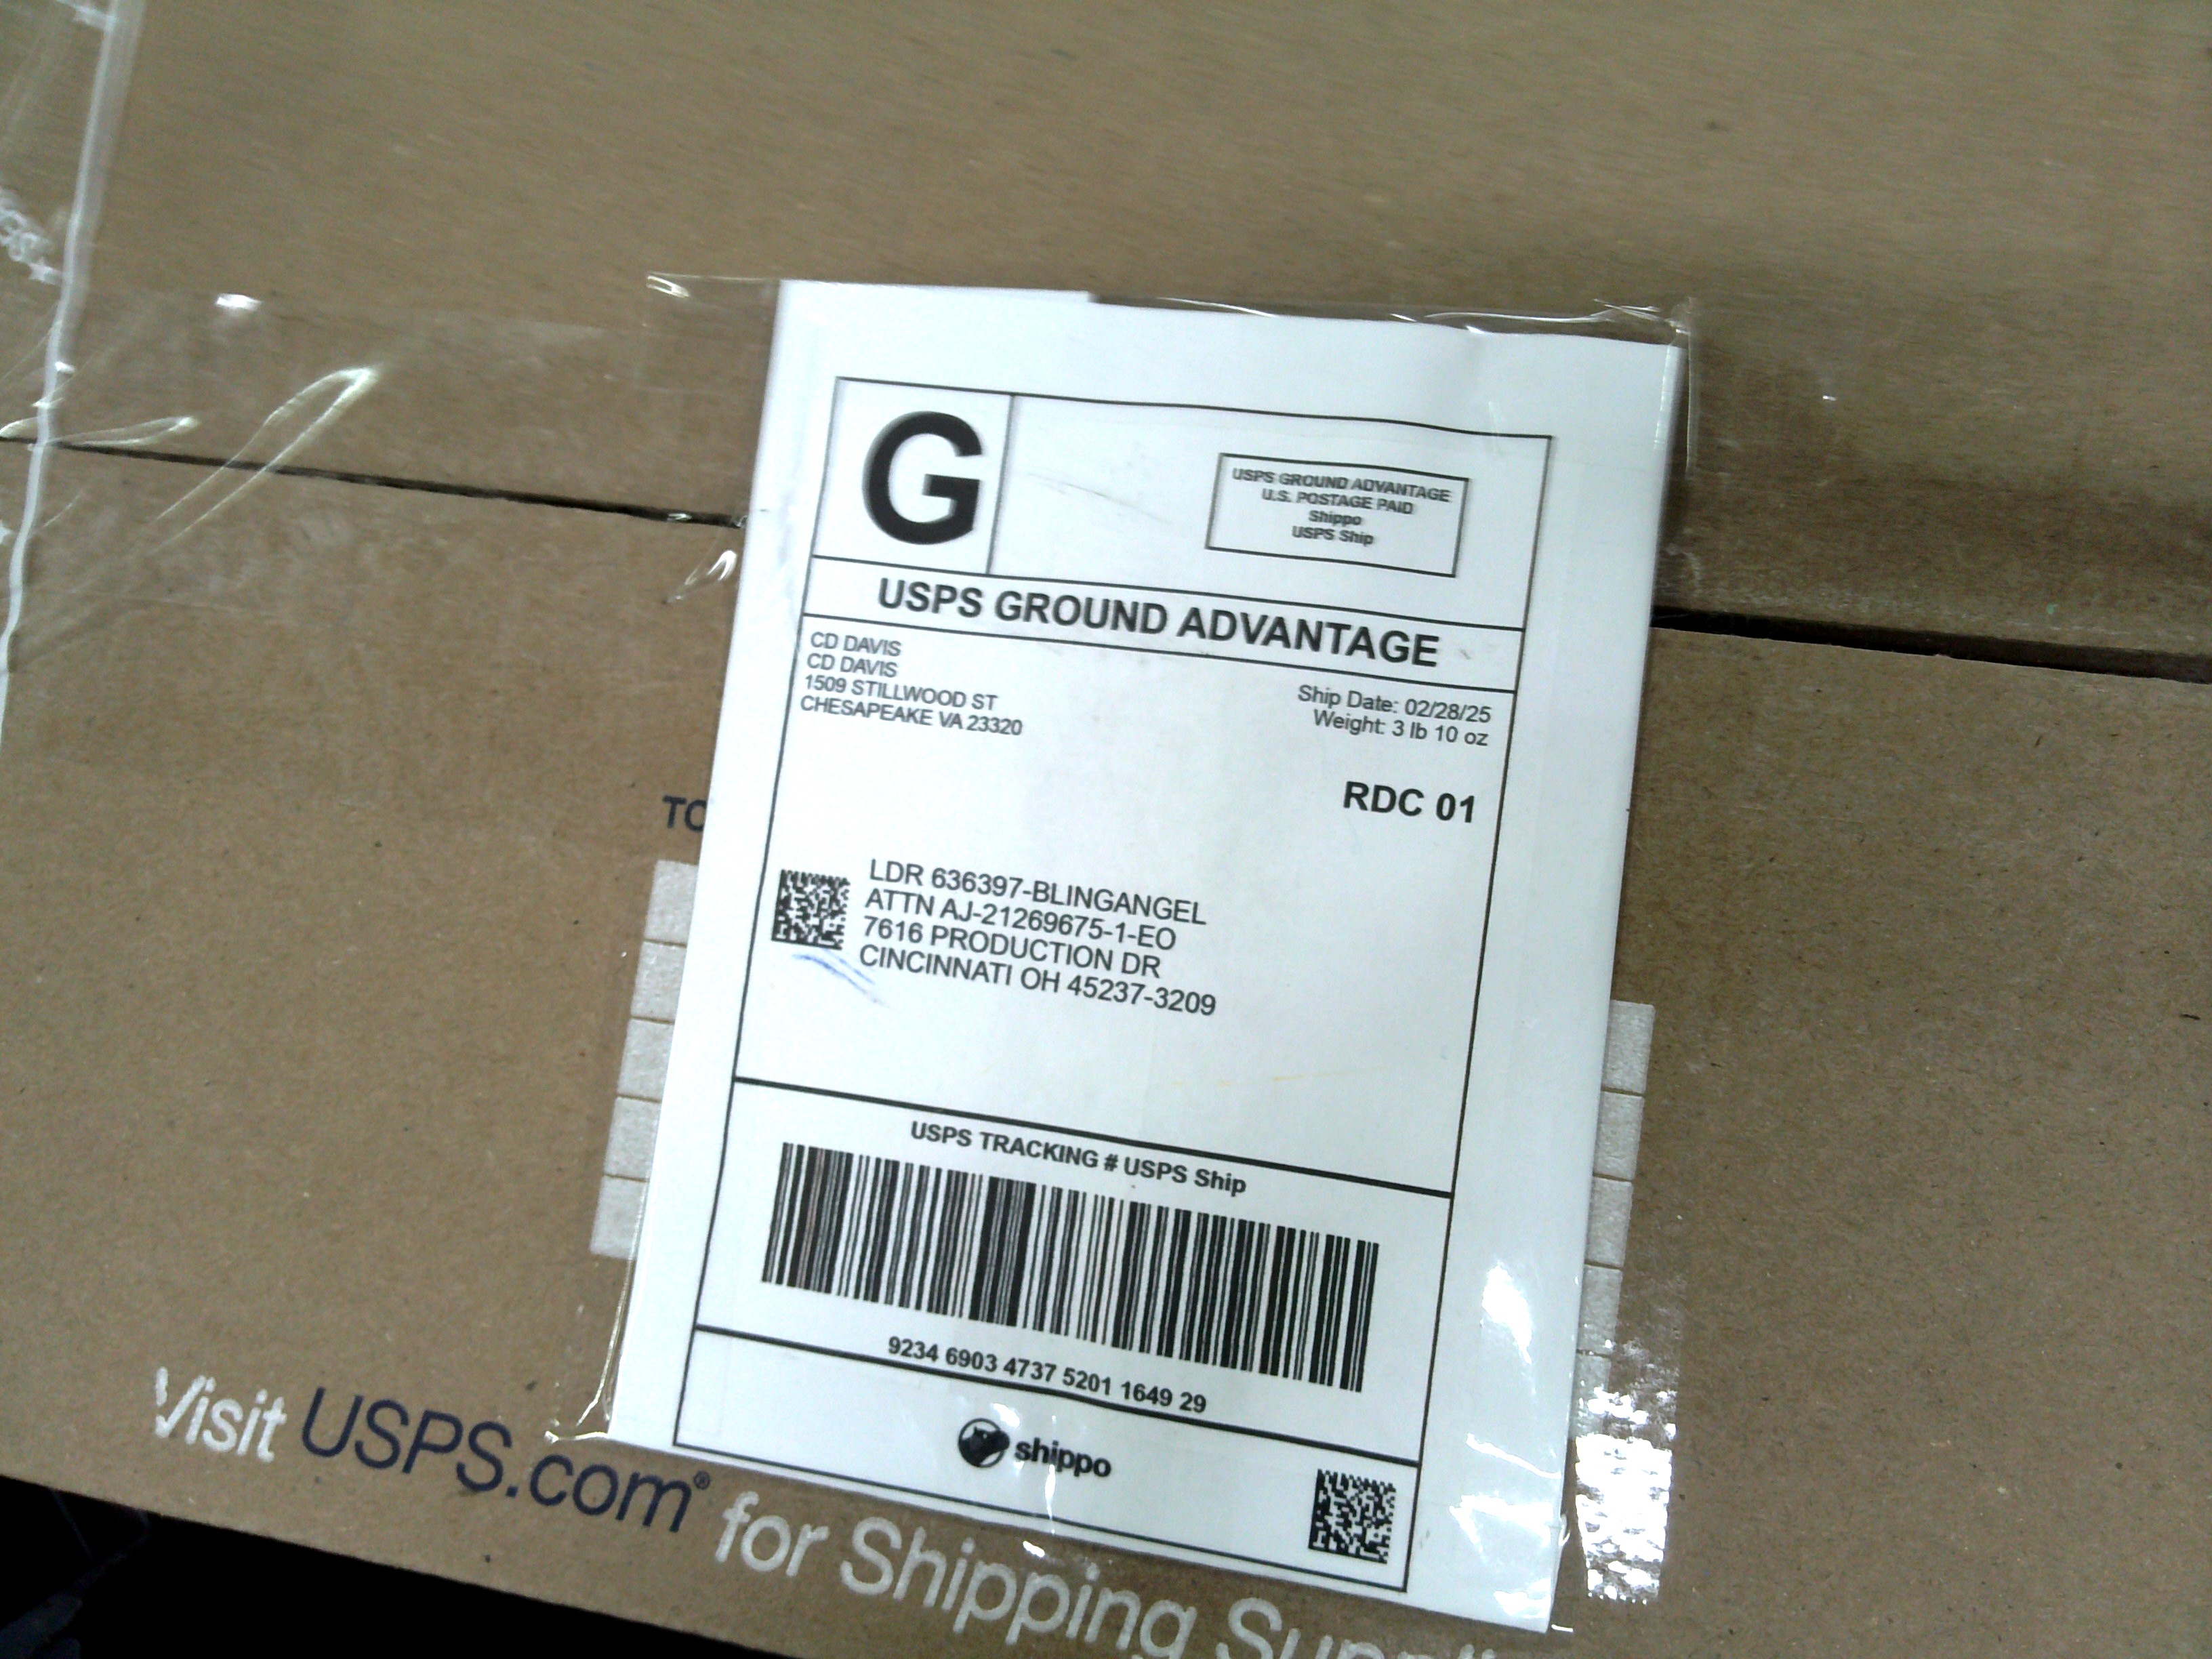 G
USPS GROUND ADVANTAGE
U.S. POSTAGE PAID
Shippo
USPS Ship
USPS GROUND ADVANTAGE
CD DAVIS
CD DAVIS
1509 STILLWOOD ST
CHESAPEAKE VA 23320
Ship Date: 02/28/25
Weight: 3 lb 10 oz
RDC 01
TO
LDR 636397-BLINGANGEL
ATTN AJ-21269675-1-EO
7616 PRODUCTION DR
CINCINNATI OH 45237-3209
USPS TRACKING # USPS Ship
9234 6903 4737 5201 1649 29
shippo
Visit USPS.com® for Shipping